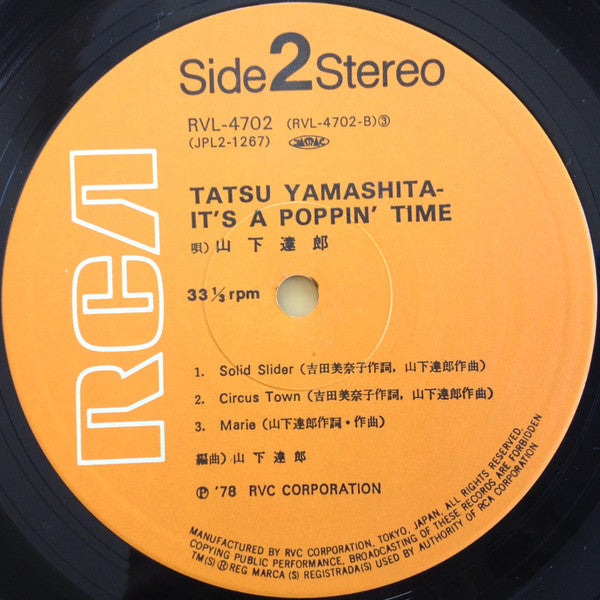 Side 2 Stereo
RVL-4702 (RVL-4702-B)③
(JPL2-1267) JASRAC
RCA
TATSU YAMASHITA-
IT'S A POPPIN' TIME
唄)山下達郎
33 1/3 rpm
1. Solid Slider (吉田美奈子作詞,山下達郎作曲)
2. Circus Town (吉田美奈子作詞,山下達郎作曲)
3. Marie (山下達郎作詞・作曲)
編曲)山下達郎
Ⓟ '78 RVC CORPORATION
MANUFACTURED BY RVC CORPORATION, TOKYO, JAPAN, ALL RIGHTS RESERVED.
COPYING PUBLIC PERFORMANCE, BROADCASTING OF THESE RECORDS ARE FORBIDDEN
TM(S) ® REG MARCA(S) REGISTRADA(S) USED BY AUTHORITY OF RCA CORPORATION